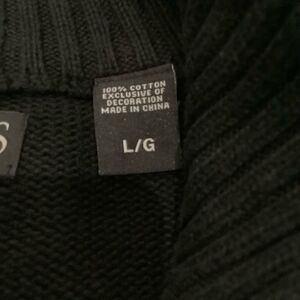 100% COTTON
EXCLUSIVE OF
DECORATION
MADE IN CHINA
L/G
S